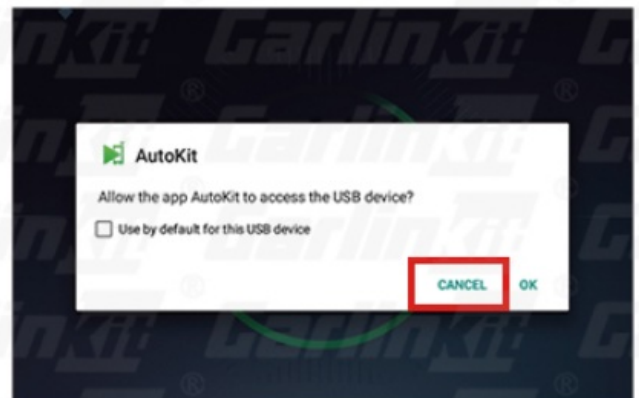 AutoKit
Allow the app AutoKit to access the USB device?
Use by default for this USB device
CANCEL OK
Carlinkit
®